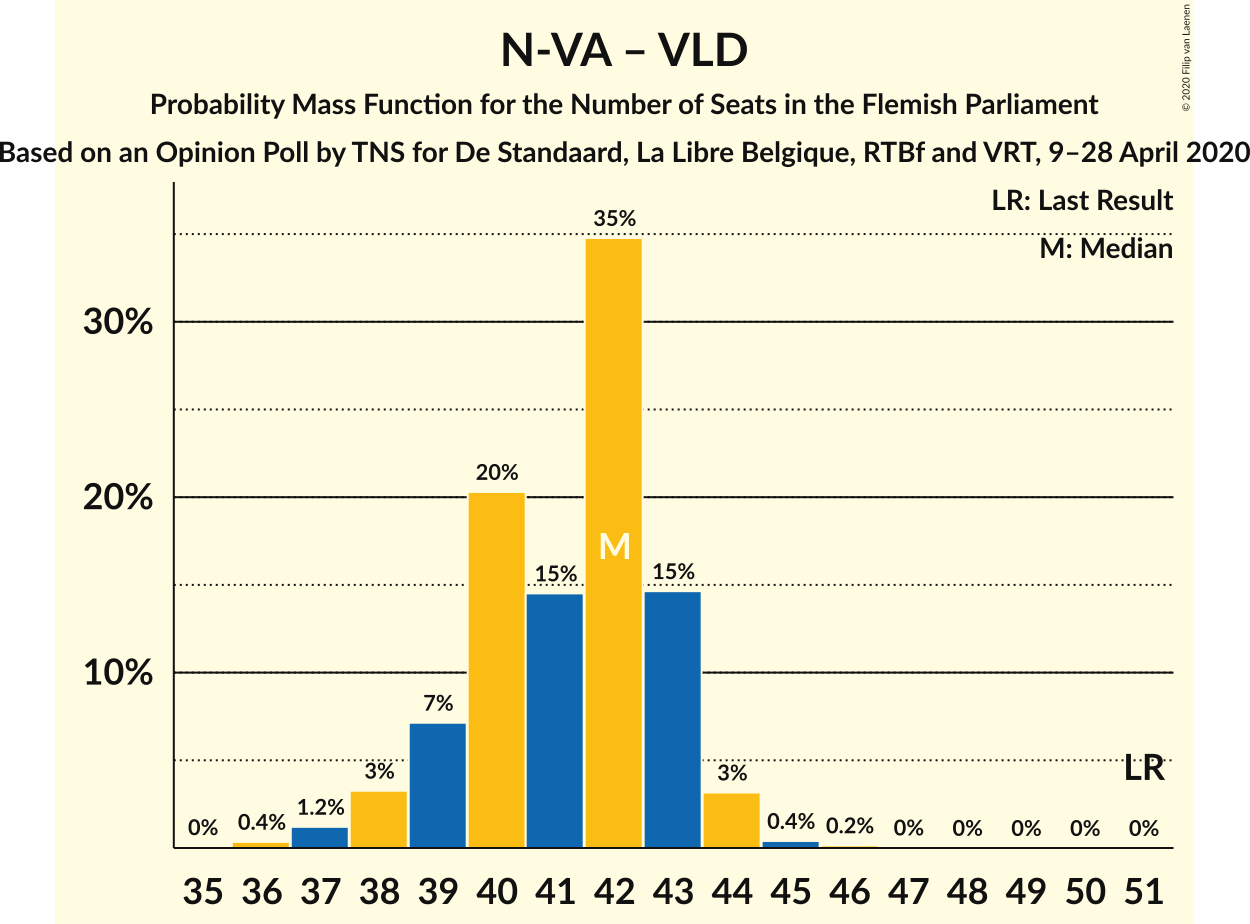 N-VA – VLD
Probability Mass Function for the Number of Seats in the Flemish Parliament
Based on an Opinion Poll by TNS for De Standaard, La Libre Belgique, RTBf and VRT, 9–28 April 2020
© 2020 Filip van Laenen
LR: Last Result
M: Median
35%
30%
20%
20%
M
15%
15%
10%
7%
3%
3%
LR
1.2%
0%
0.4%
0.4%
0.2%
0%
0%
0%
0%
0%
35 36 37 38 39 40 41 42 43 44 45 46 47 48 49 50 51